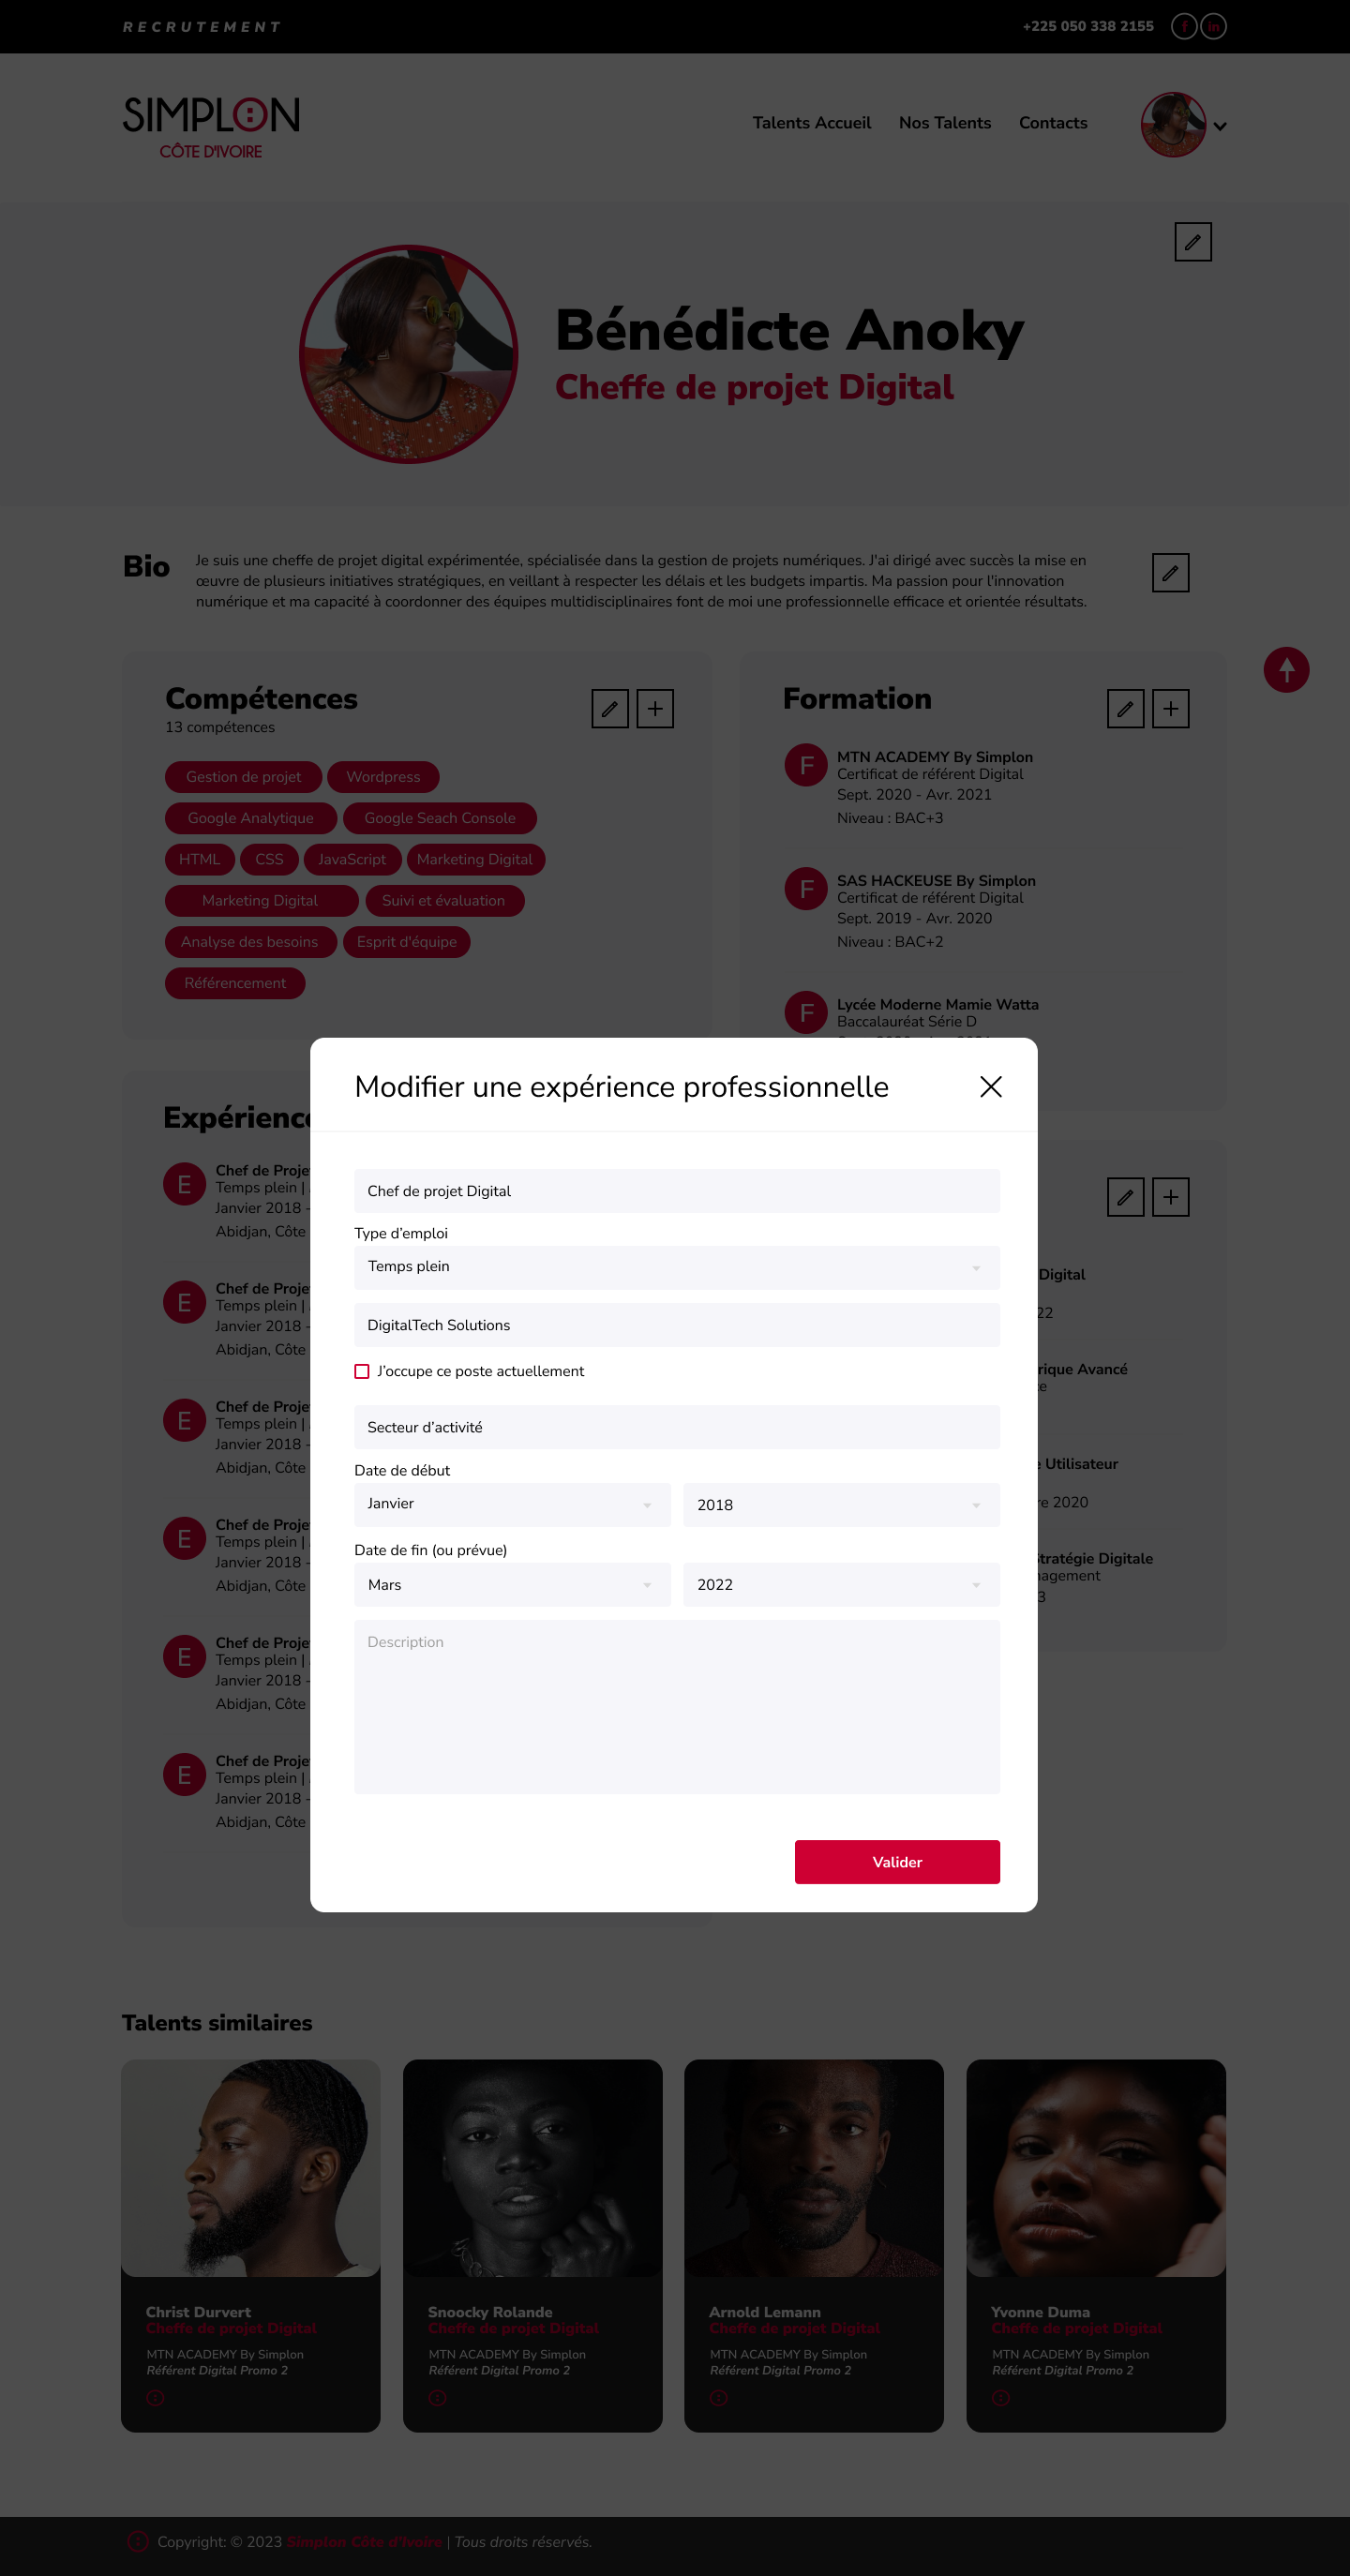 RECRUTEMENT
+225 050 338 2155
f in
SIMPLON
CÔTE D'IVOIRE
Talents Accueil Nos Talents Contacts
Bénédicte Anoky
Cheffe de projet Digital
Bio
Je suis une cheffe de projet digital expérimentée, spécialisée dans la gestion de projets numériques. J'ai dirigé avec succès la mise en
œuvre de plusieurs initiatives stratégiques, en veillant à respecter les délais et les budgets impartis. Ma passion pour l'innovation
numérique et ma capacité à coordonner des équipes multidisciplinaires font de moi une professionnelle efficace et orientée résultats.
Compétences
13 compétences
Gestion de projet Wordpress
Google Analytique Google Seach Console
HTML CSS JavaScript Marketing Digital
Marketing Digital Suivi et évaluation
Analyse des besoins Esprit d'équipe
Référencement
Formation
F
MTN ACADEMY By Simplon
Certificat de référent Digital
Sept. 2020 - Avr. 2021
Niveau : BAC+3
F
SAS HACKEUSE By Simplon
Certificat de référent Digital
Sept. 2019 - Avr. 2020
Niveau : BAC+2
F
Lycée Moderne Mamie Watta
Baccalauréat Série D
Expérience
E
Chef de Projet
Temps plein |
Janvier 2018 -
Abidjan, Côte
E
Chef de Projet
Temps plein |
Janvier 2018 -
Abidjan, Côte
E
Chef de Projet
Temps plein |
Janvier 2018 -
Abidjan, Côte
E
Chef de Projet
Temps plein |
Janvier 2018 -
Abidjan, Côte
E
Chef de Projet
Temps plein |
Janvier 2018 -
Abidjan, Côte
E
Chef de Projet
Temps plein |
Janvier 2018 -
Abidjan, Côte
Modifier une expérience professionnelle
Chef de projet Digital
Type d’emploi
Temps plein
DigitalTech Solutions
J’occupe ce poste actuellement
Secteur d’activité
Date de début
Janvier 2018
Date de fin (ou prévue)
Mars 2022
Description
Valider
Digital
22
rique Avancé
te
e Utilisateur
re 2020
Stratégie Digitale
nagement
3
Talents similaires
Christ Durvert
Cheffe de projet Digital
MTN ACADEMY By Simplon
Référent Digital Promo 2
Snoocky Rolande
Cheffe de projet Digital
MTN ACADEMY By Simplon
Référent Digital Promo 2
Arnold Lemann
Cheffe de projet Digital
MTN ACADEMY By Simplon
Référent Digital Promo 2
Yvonne Duma
Cheffe de projet Digital
MTN ACADEMY By Simplon
Référent Digital Promo 2
Copyright: © 2023 Simplon Côte d'Ivoire | Tous droits réservés.